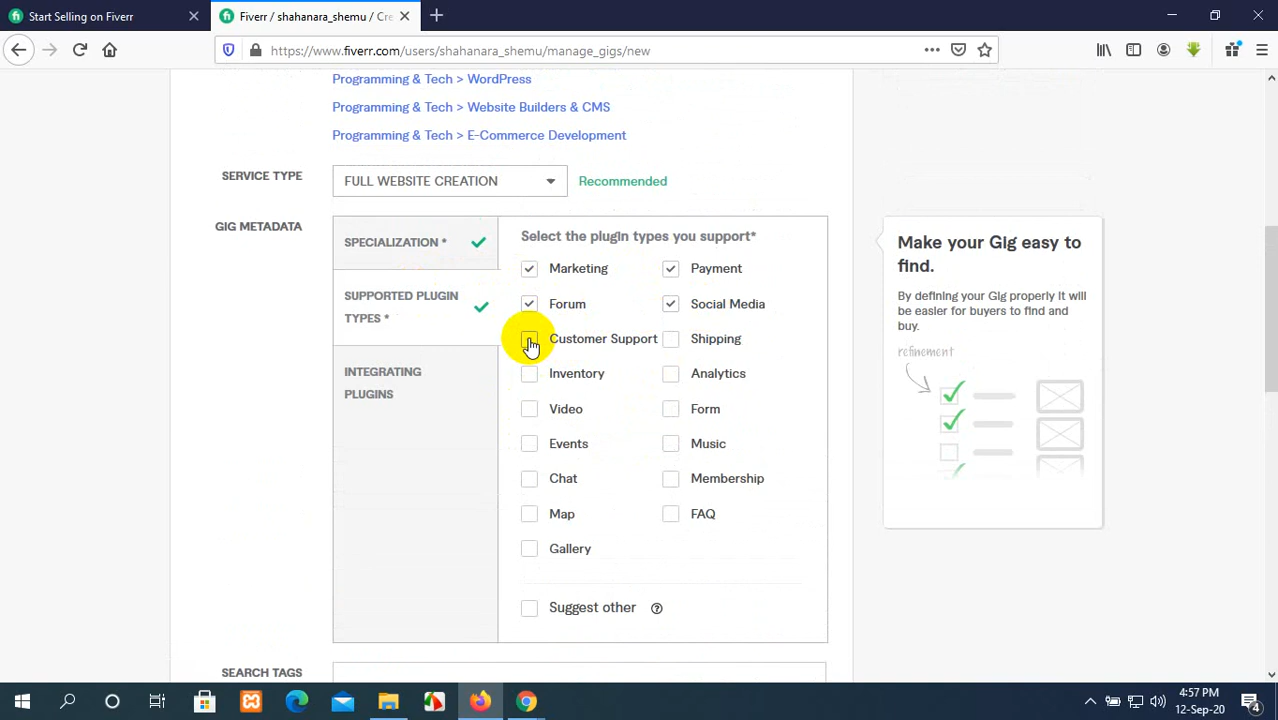 Start Selling on Fiverr
Fiverr / shahanara_shemu / Cre
https://www.fiverr.com/users/shahanara_shemu/manage_gigs/new
Programming & Tech > WordPress
Programming & Tech > Website Builders & CMS
Programming & Tech > E-Commerce Development
SERVICE TYPE
FULL WEBSITE CREATION
Recommended
GIG METADATA
SPECIALIZATION *
SUPPORTED PLUGIN
TYPES *
INTEGRATING
PLUGINS
Select the plugin types you support*
Marketing
Payment
Forum
Social Media
Customer Support
Shipping
Inventory
Analytics
Video
Form
Events
Music
Chat
Membership
Map
FAQ
Gallery
Suggest other
Make your Gig easy to
find.
By defining your Gig properly it will
be easier for buyers to find and
buy.
refinement
SEARCH TAGS
4:57 PM
12-Sep-20
4